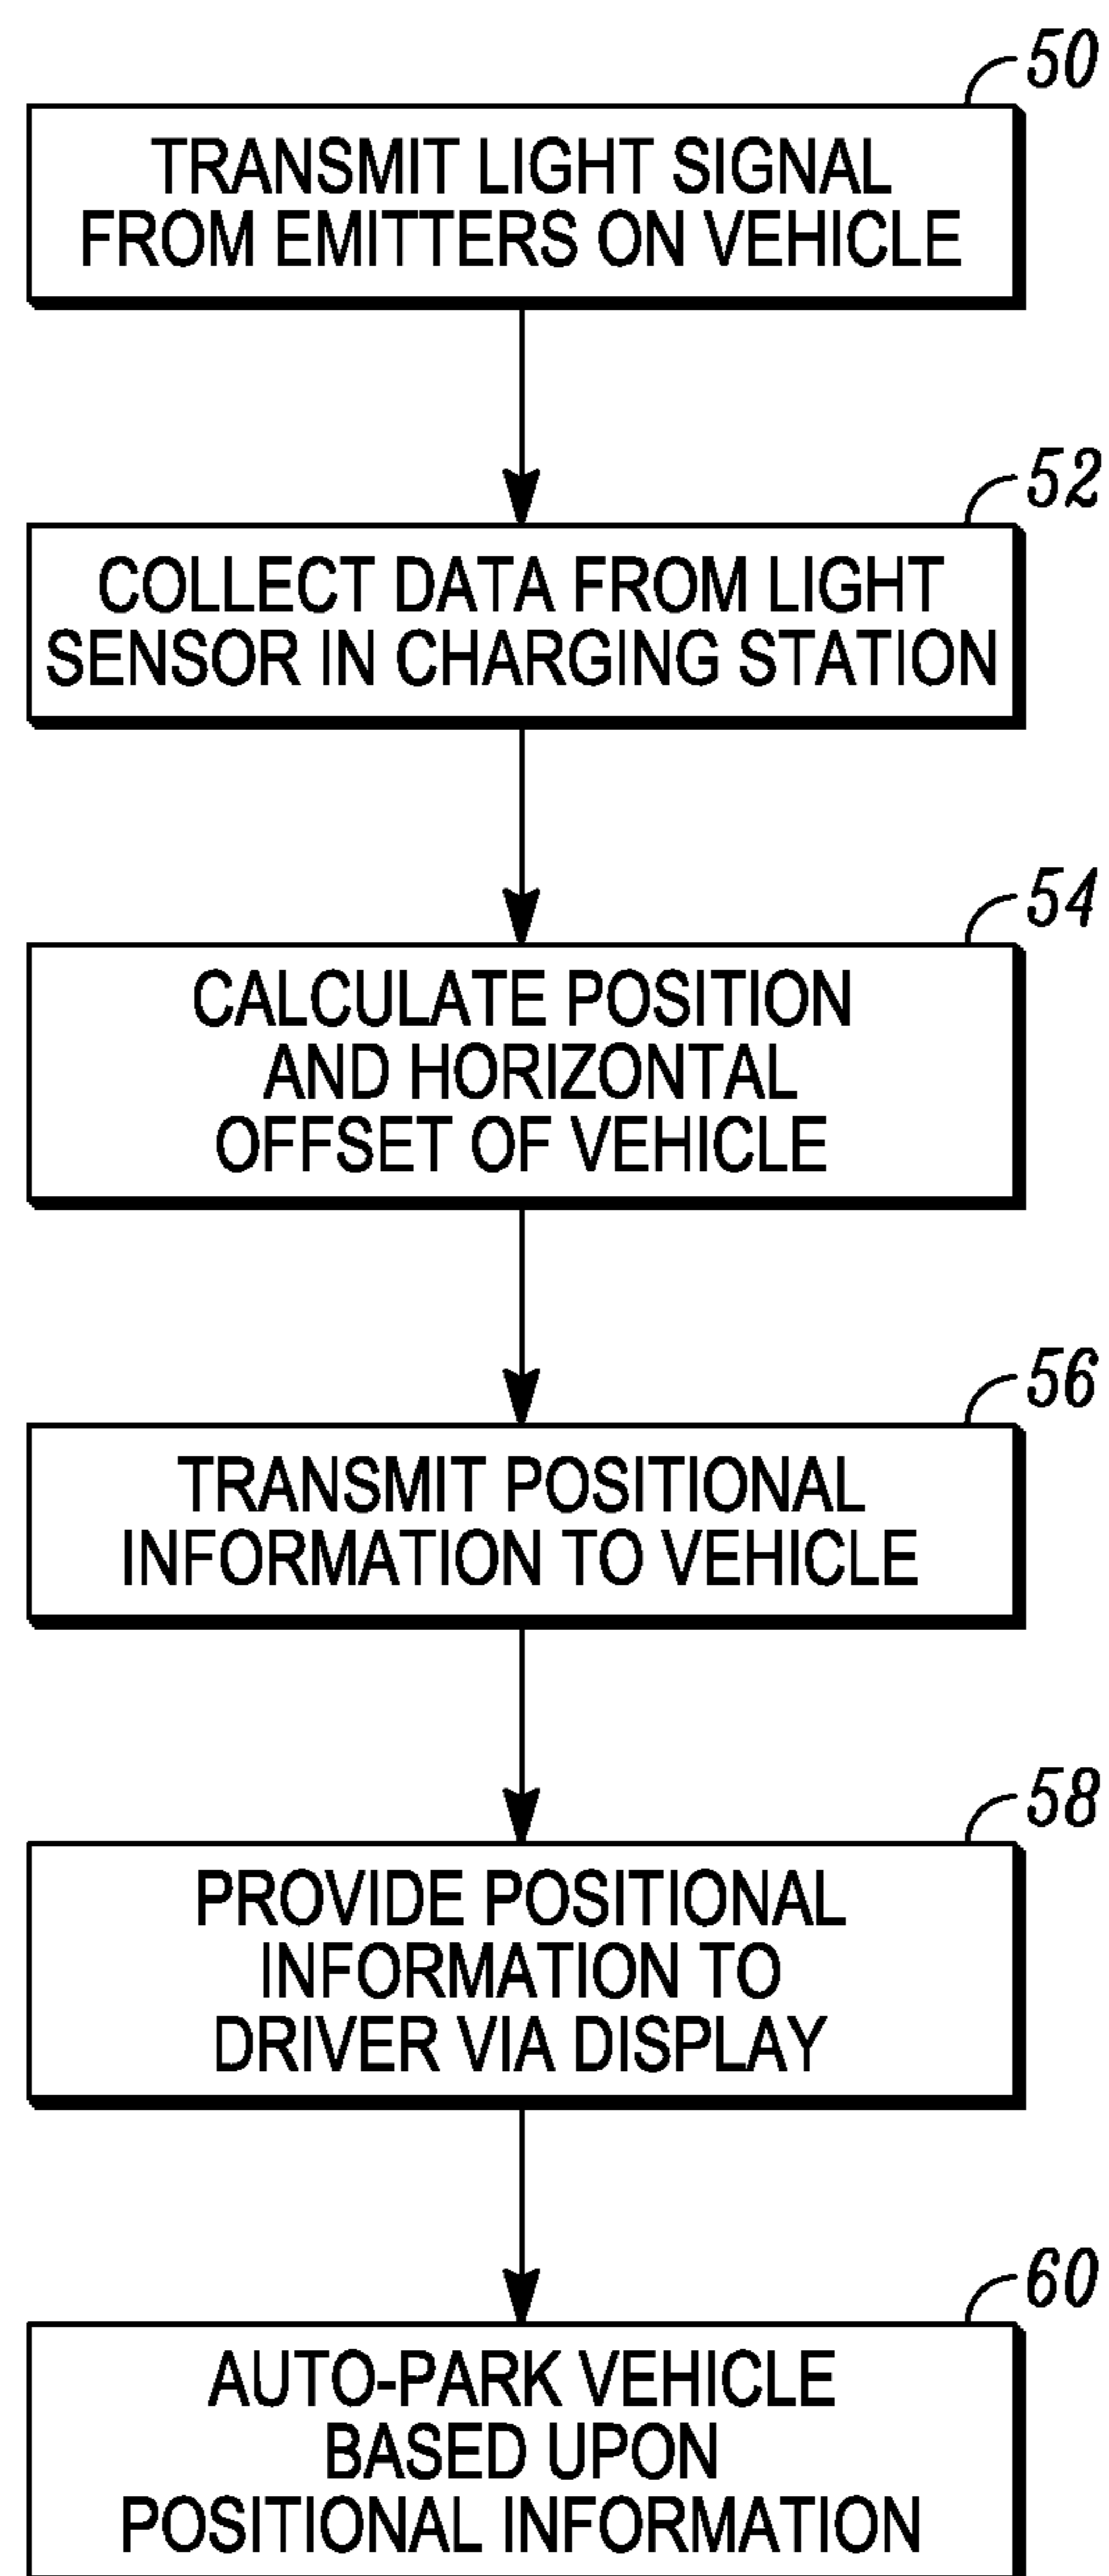 50
TRANSMIT LIGHT SIGNAL
FROM EMITTERS ON VEHICLE
52
COLLECT DATA FROM LIGHT
SENSOR IN CHARGING STATION
54
CALCULATE POSITION
AND HORIZONTAL
OFFSET OF VEHICLE
56
TRANSMIT POSITIONAL
INFORMATION TO VEHICLE
58
PROVIDE POSITIONAL
INFORMATION TO
DRIVER VIA DISPLAY
60
AUTO-PARK VEHICLE
BASED UPON
POSITIONAL INFORMATION